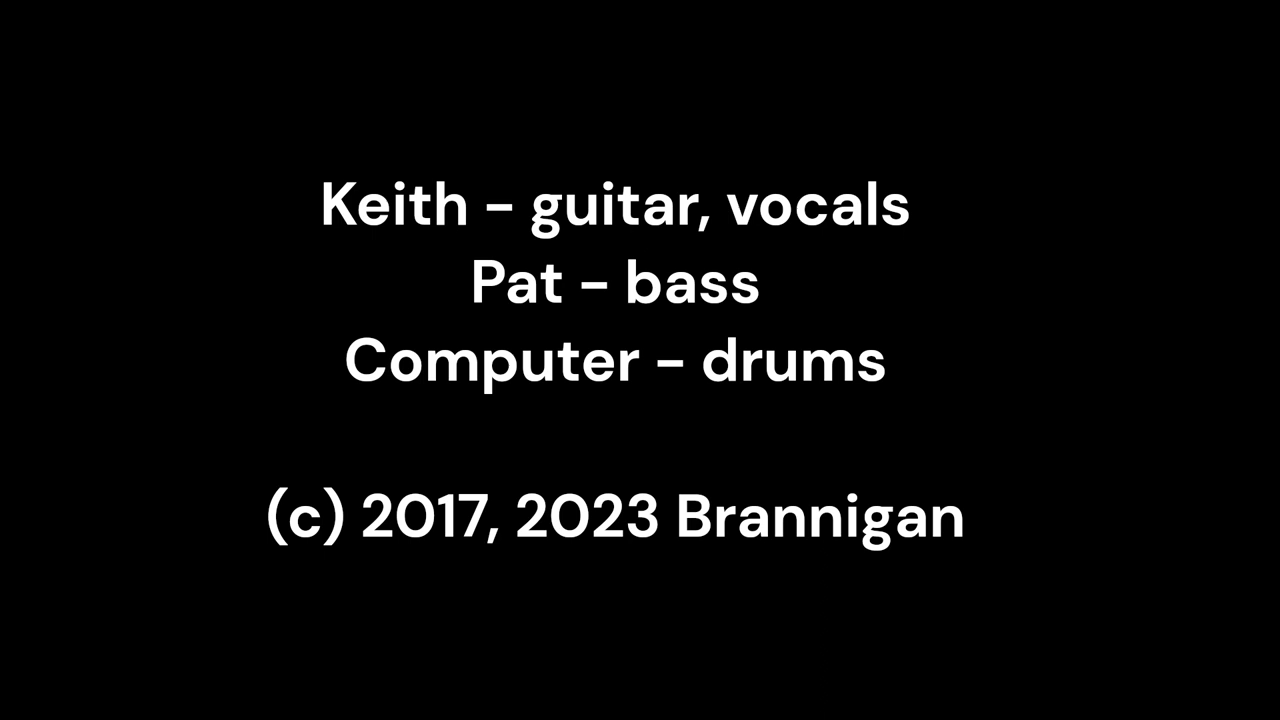 Keith - guitar, vocals
Pat - bass
Computer - drums
(c) 2017, 2023 Brannigan